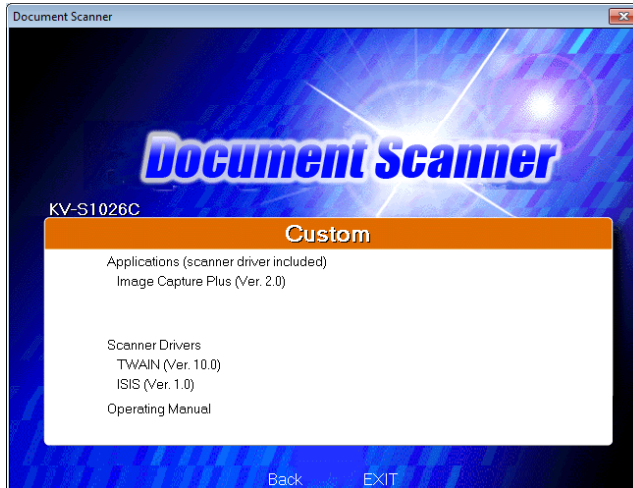 Document Scanner
Document Scanner
KV-S1026C
Custom
Applications (scanner driver included)
Image Capture Plus (Ver. 2.0)
Scanner Drivers
TWAIN (Ver. 10.0)
ISIS (Ver. 1.0)
Operating Manual
Back EXIT